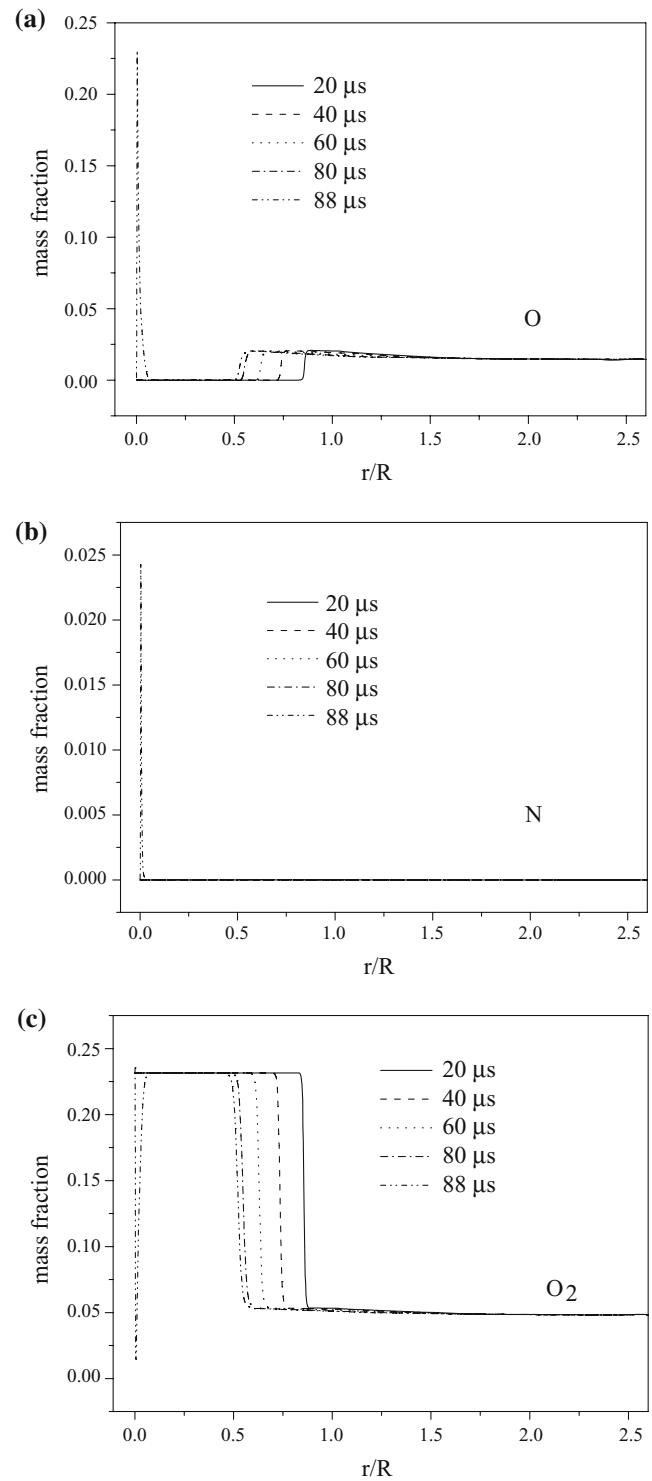 (a)
0.25
0.20
0.15
0.10
0.05
0.00
mass fraction
20 μs
40 μs
60 μs
80 μs
88 μs
O
0.0 0.5 1.0 1.5 2.0 2.5
r/R
(b)
0.025
0.020
0.015
0.010
0.005
0.000
mass fraction
20 μs
40 μs
60 μs
80 μs
88 μs
N
0.0 0.5 1.0 1.5 2.0 2.5
r/R
(c)
0.25
0.20
0.15
0.10
0.05
0.00
mass fraction
20 μs
40 μs
60 μs
80 μs
88 μs
O2
0.0 0.5 1.0 1.5 2.0 2.5
r/R